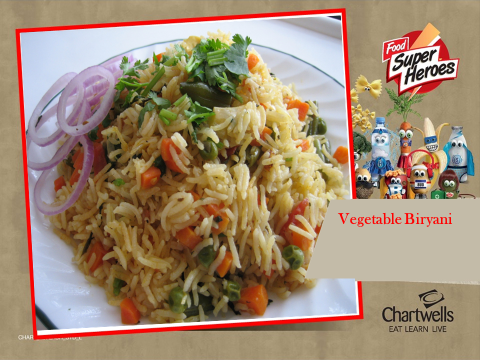 Food
Super
Heroes
Vegetable Biryani
Chartwells
EAT LEARN LIVE